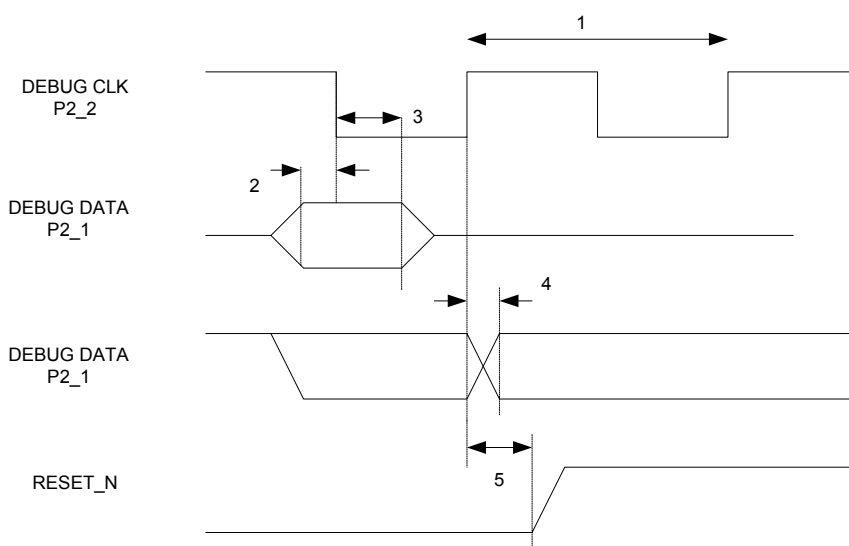 1
DEBUG CLK
P2_2
3
2
DEBUG DATA
P2_1
4
DEBUG DATA
P2_1
5
RESET_N